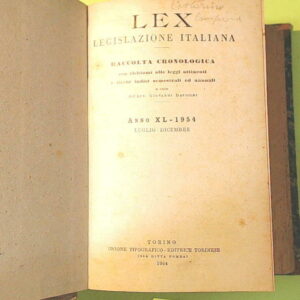 LEX
LEGISLAZIONE ITALIANA
RACCOLTA CRONOLOGICA
con richiami alle leggi attinenti
e indici semestrali ed annuali
Anno XL - 1954
LUGLIO-DICEMBRE
TORINO
UNIONE TIPOGRAFICO - EDITRICE TORINESE
1954